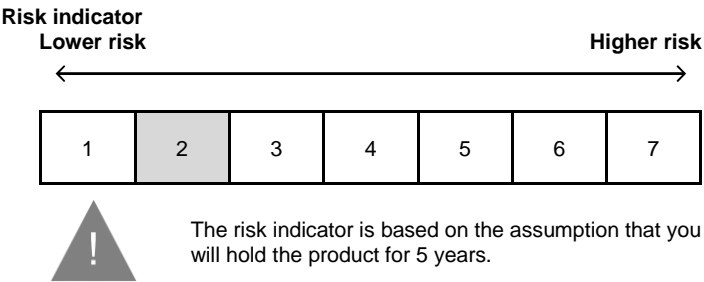 Risk indicator
Lower risk
Higher risk
1 2 3 4 5 6 7
!
The risk indicator is based on the assumption that you
will hold the product for 5 years.